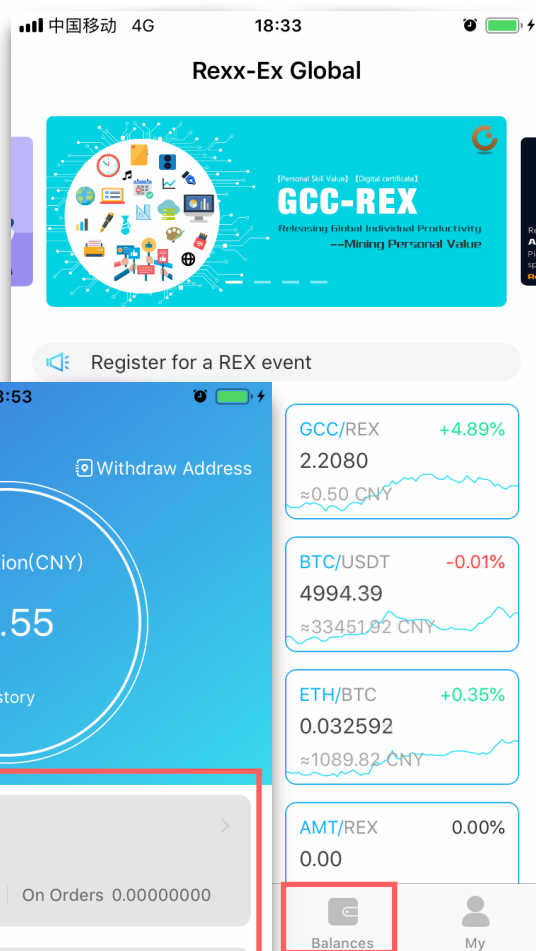 中国移动 4G 18:33
Rexx-Ex Global
【Personal Skill Value】【Digital certificate】
GCC-REX
Releasing Global Individual Productivity
--Mining Personal Value
Register for a REX event
3:53
Withdraw Address
ion(CNY)
.55
story
On Orders 0.00000000
GCC/REX +4.89%
2.2080
≈0.50 CNY
BTC/USDT -0.01%
4994.39
≈33451.92 CNY
ETH/BTC +0.35%
0.032592
≈1089.82 CNY
AMT/REX 0.00%
0.00
Balances
My